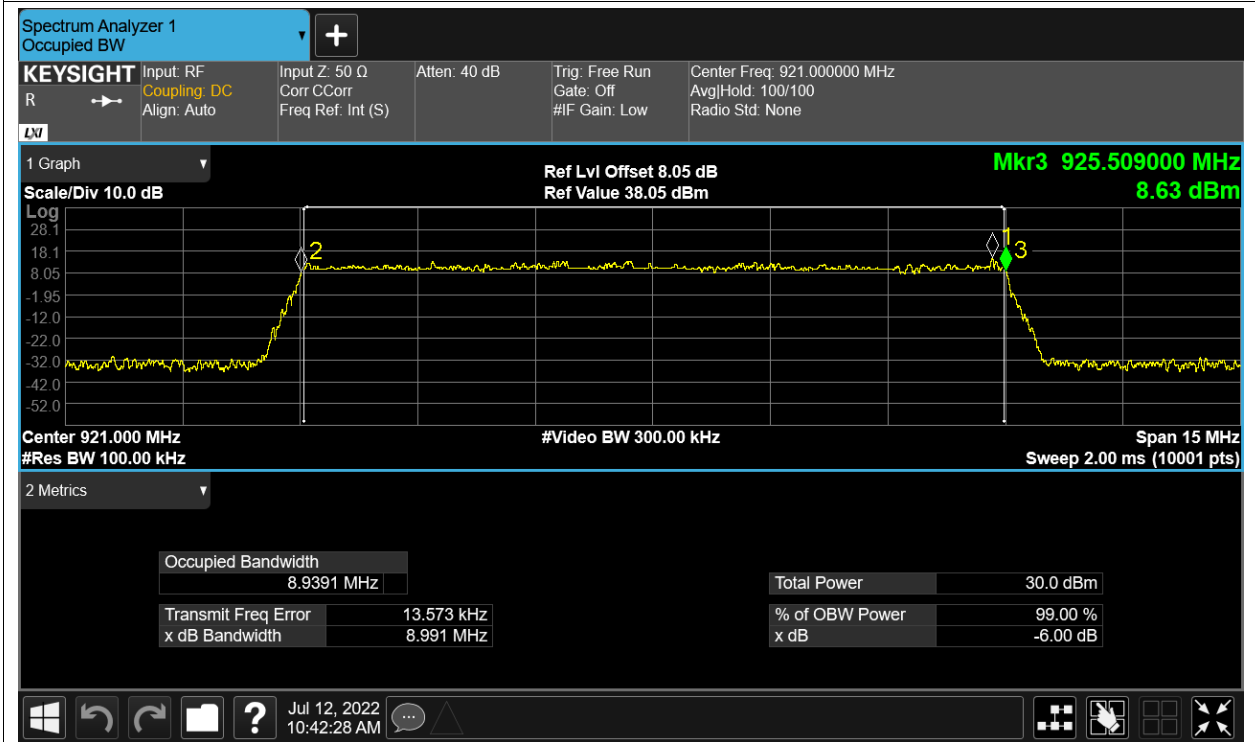 Spectrum Analyzer 1
Occupied BW
KEYSIGHT Input: RF Input Z: 50 Ω Atten: 40 dB Trig: Free Run Center Freq: 921.000000 MHz
R Coupling: DC Corr CCorr Gate: Off Avg|Hold: 100/100
Align: Auto Freq Ref: Int (S) #IF Gain: Low Radio Std: None
LXI
1 Graph Ref Lvl Offset 8.05 dB Mkr3 925.509000 MHz
Scale/Div 10.0 dB Ref Value 38.05 dBm 8.63 dBm
Log
28.1
18.1
8.05
-1.95
-12.0
-22.0
-32.0
-42.0
-52.0
2
1
3
Center 921.000 MHz #Video BW 300.00 kHz Span 15 MHz
#Res BW 100.00 kHz Sweep 2.00 ms (10001 pts)
2 Metrics
Occupied Bandwidth
8.9391 MHz Total Power 30.0 dBm
Transmit Freq Error 13.573 kHz % of OBW Power 99.00 %
x dB Bandwidth 8.991 MHz x dB -6.00 dB
? Jul 12, 2022
10:42:28 AM